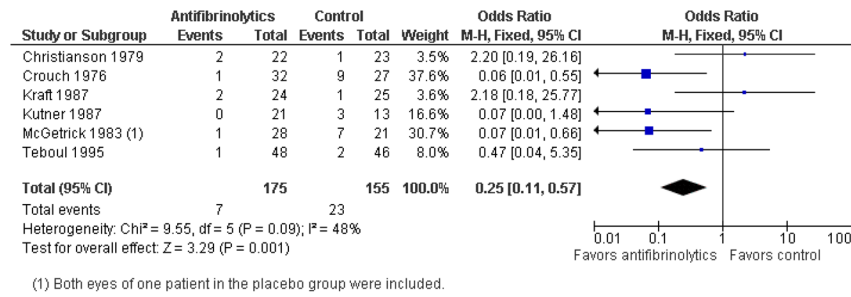 Antifibrinolytics Control Odds Ratio Odds Ratio
Study or Subgroup Events Total Events Total Weight M-H, Fixed, 95% CI M-H, Fixed, 95% CI
Christianson 1979 2 22 1 23 3.5% 2.20 [0.19, 26.16]
Crouch 1976 1 32 9 27 37.6% 0.06 [0.01, 0.55]
Kraft 1987 2 24 1 25 3.6% 2.18 [0.18, 25.77]
Kutner 1987 0 21 3 13 16.6% 0.07 [0.00, 1.48]
McGetrick 1983 (1) 1 28 7 21 30.7% 0.07 [0.01, 0.66]
Teboul 1995 1 48 2 46 8.0% 0.47 [0.04, 5.35]
Total (95% CI) 175 155 100.0% 0.25 [0.11, 0.57]
Total events 7 23
Heterogeneity: Chi² = 9.55, df = 5 (P = 0.09); I² = 48%
Test for overall effect: Z = 3.29 (P = 0.001)
0.01 0.1 1 10 100
Favors antifibrinolytics Favors control
(1) Both eyes of one patient in the placebo group were included.